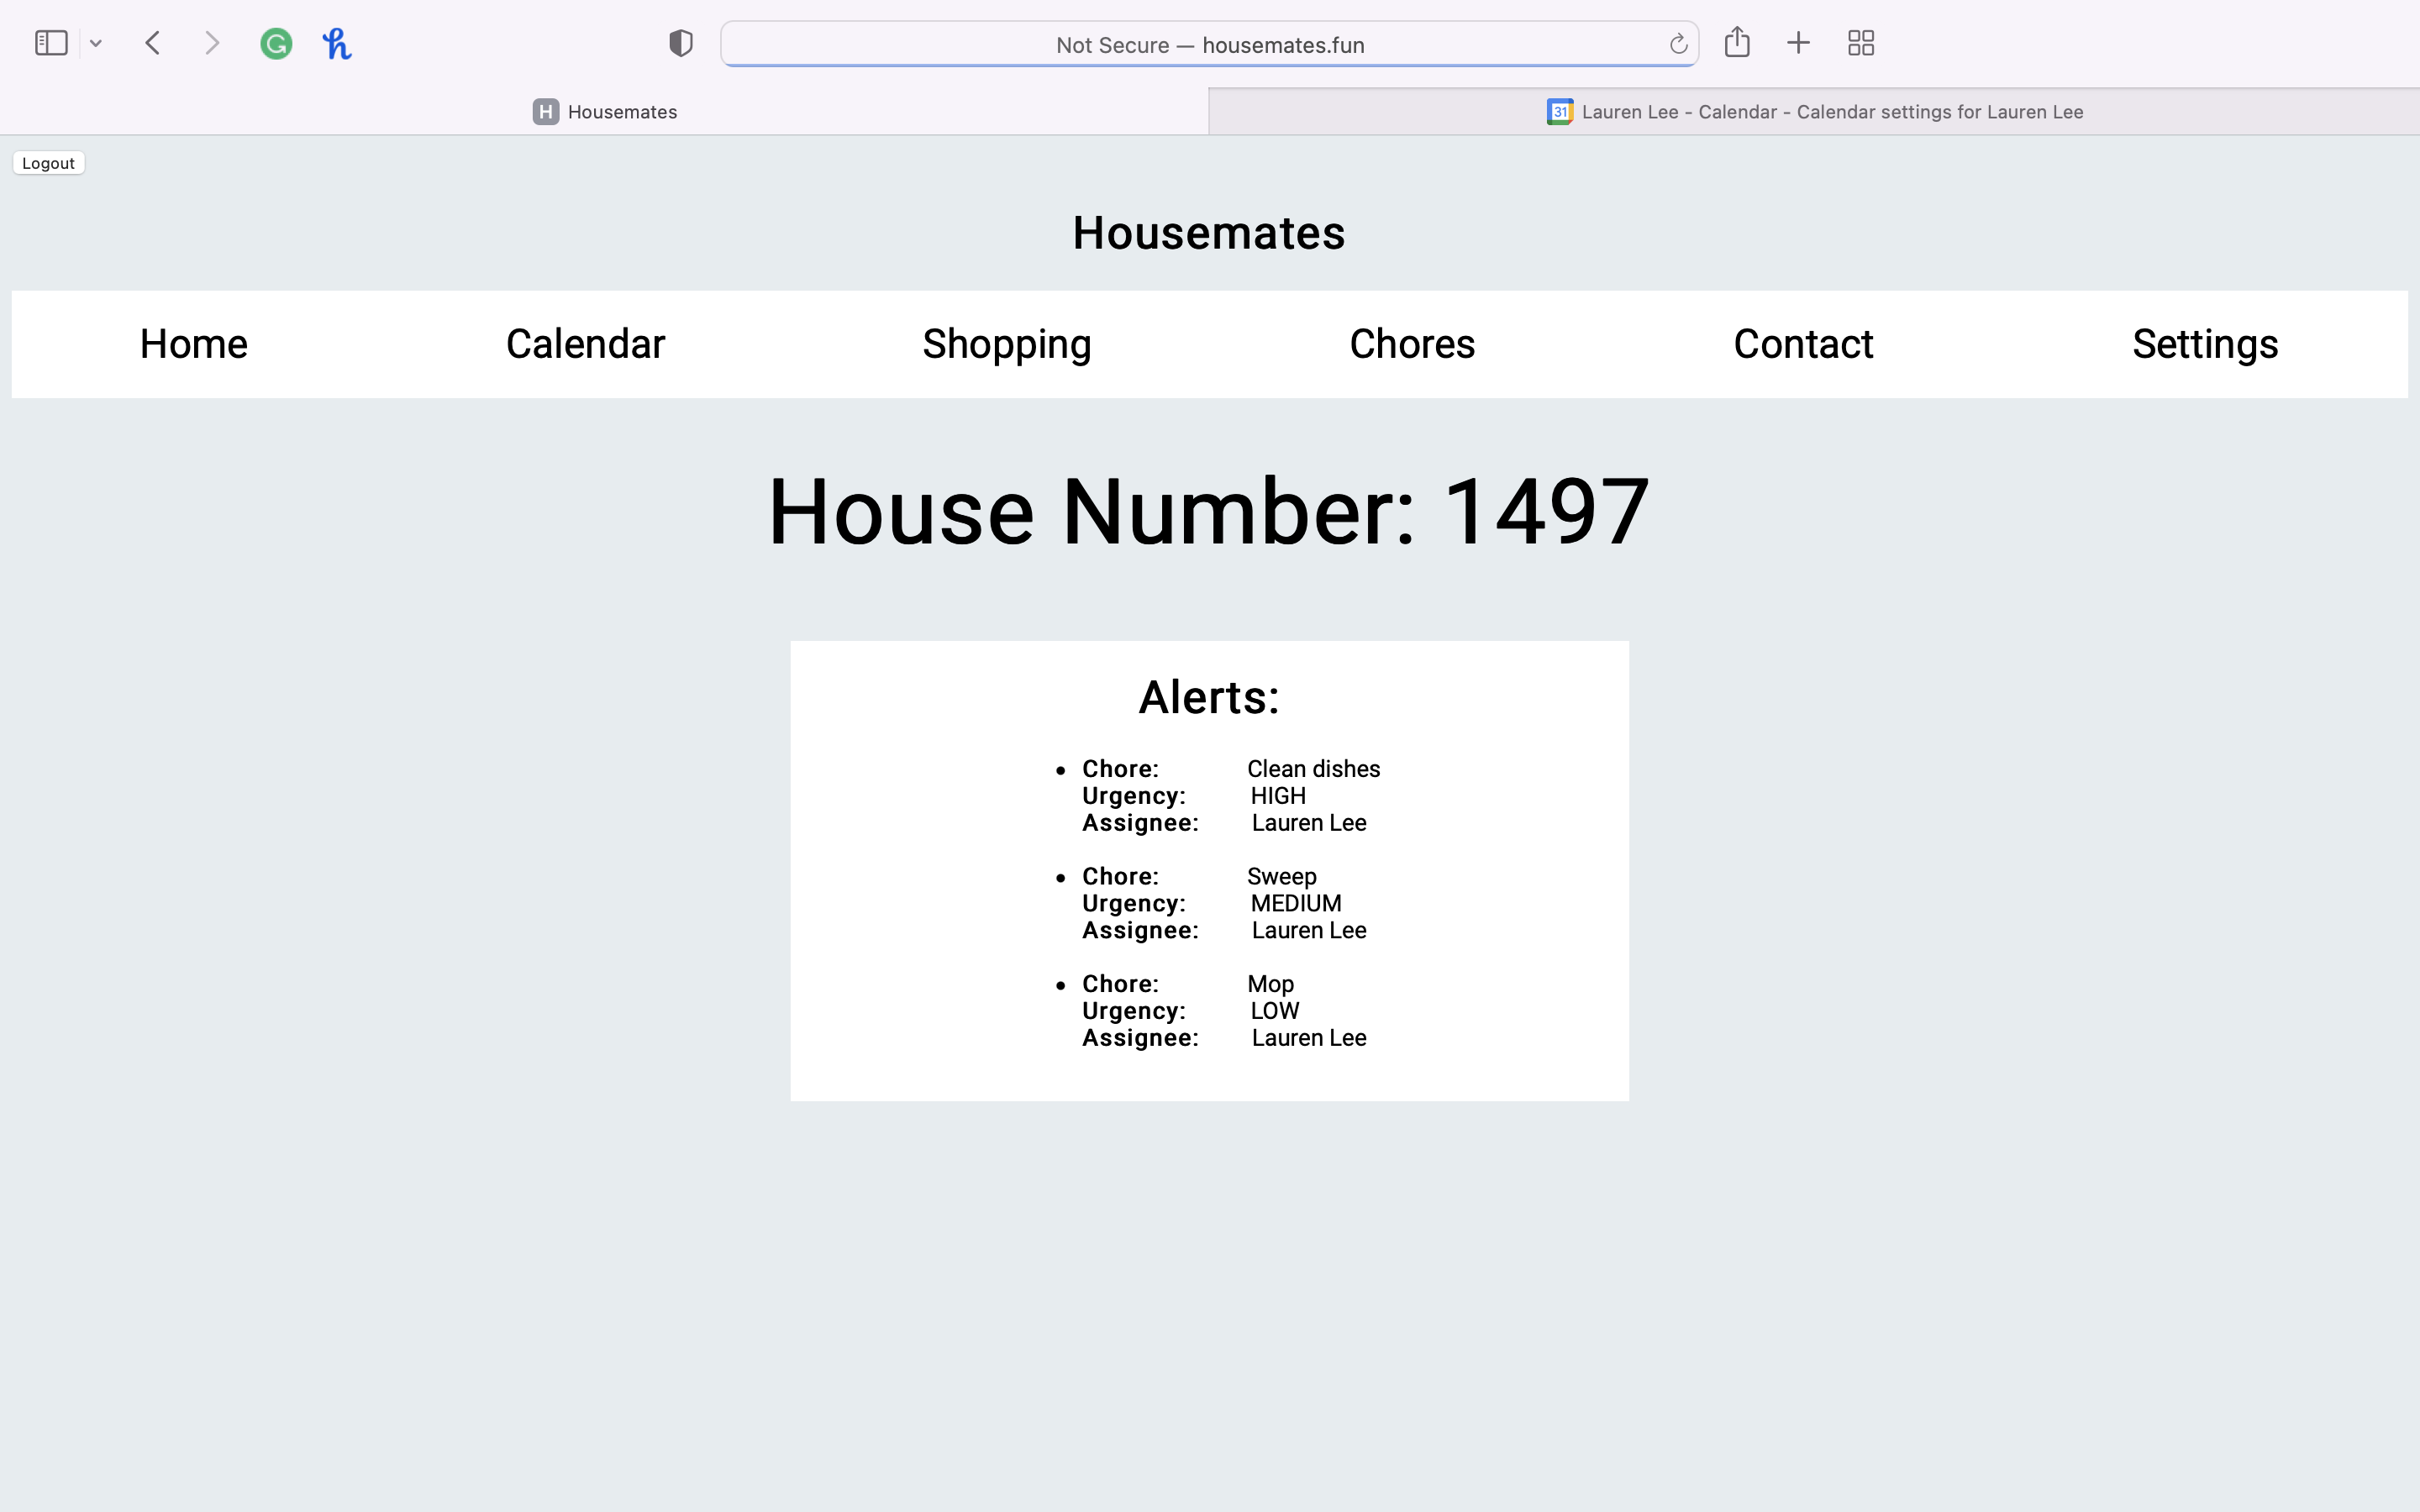 Not Secure — housemates.fun
H Housemates
31 Lauren Lee - Calendar - Calendar settings for Lauren Lee
Logout
Housemates
Home Calendar Shopping Chores Contact Settings
House Number: 1497
Alerts:
• Chore: Clean dishes
Urgency: HIGH
Assignee: Lauren Lee
• Chore: Sweep
Urgency: MEDIUM
Assignee: Lauren Lee
• Chore: Mop
Urgency: LOW
Assignee: Lauren Lee